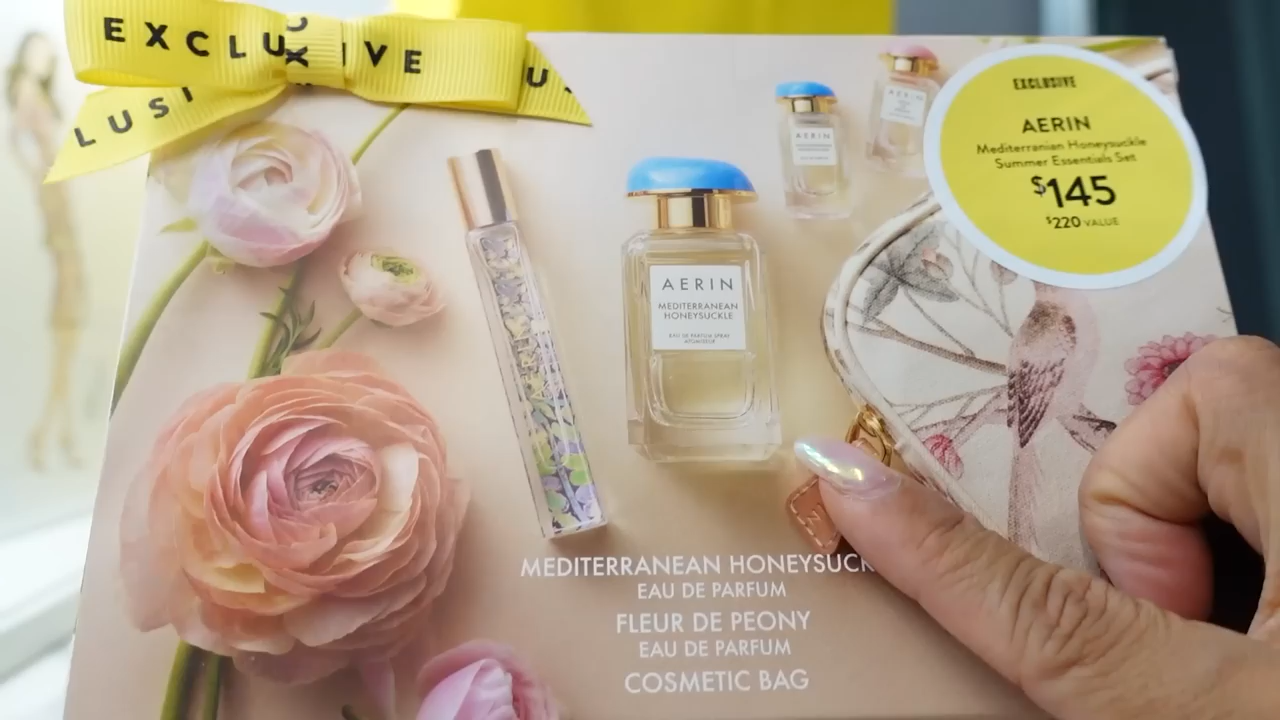 EXCLUSIVE
LUSI
US
EXCLUSIVE
AERIN
Mediterranian Honeysuckle
Summer Essentials Set
$145
$220 VALUE
AERIN
AERIN
AERIN
MEDITERRANEAN
HONEYSUCKLE
EAU DE PARFUM SPRAY
MEDITERRANEAN HONEYSUCK
EAU DE PARFUM
FLEUR DE PEONY
EAU DE PARFUM
COSMETIC BAG